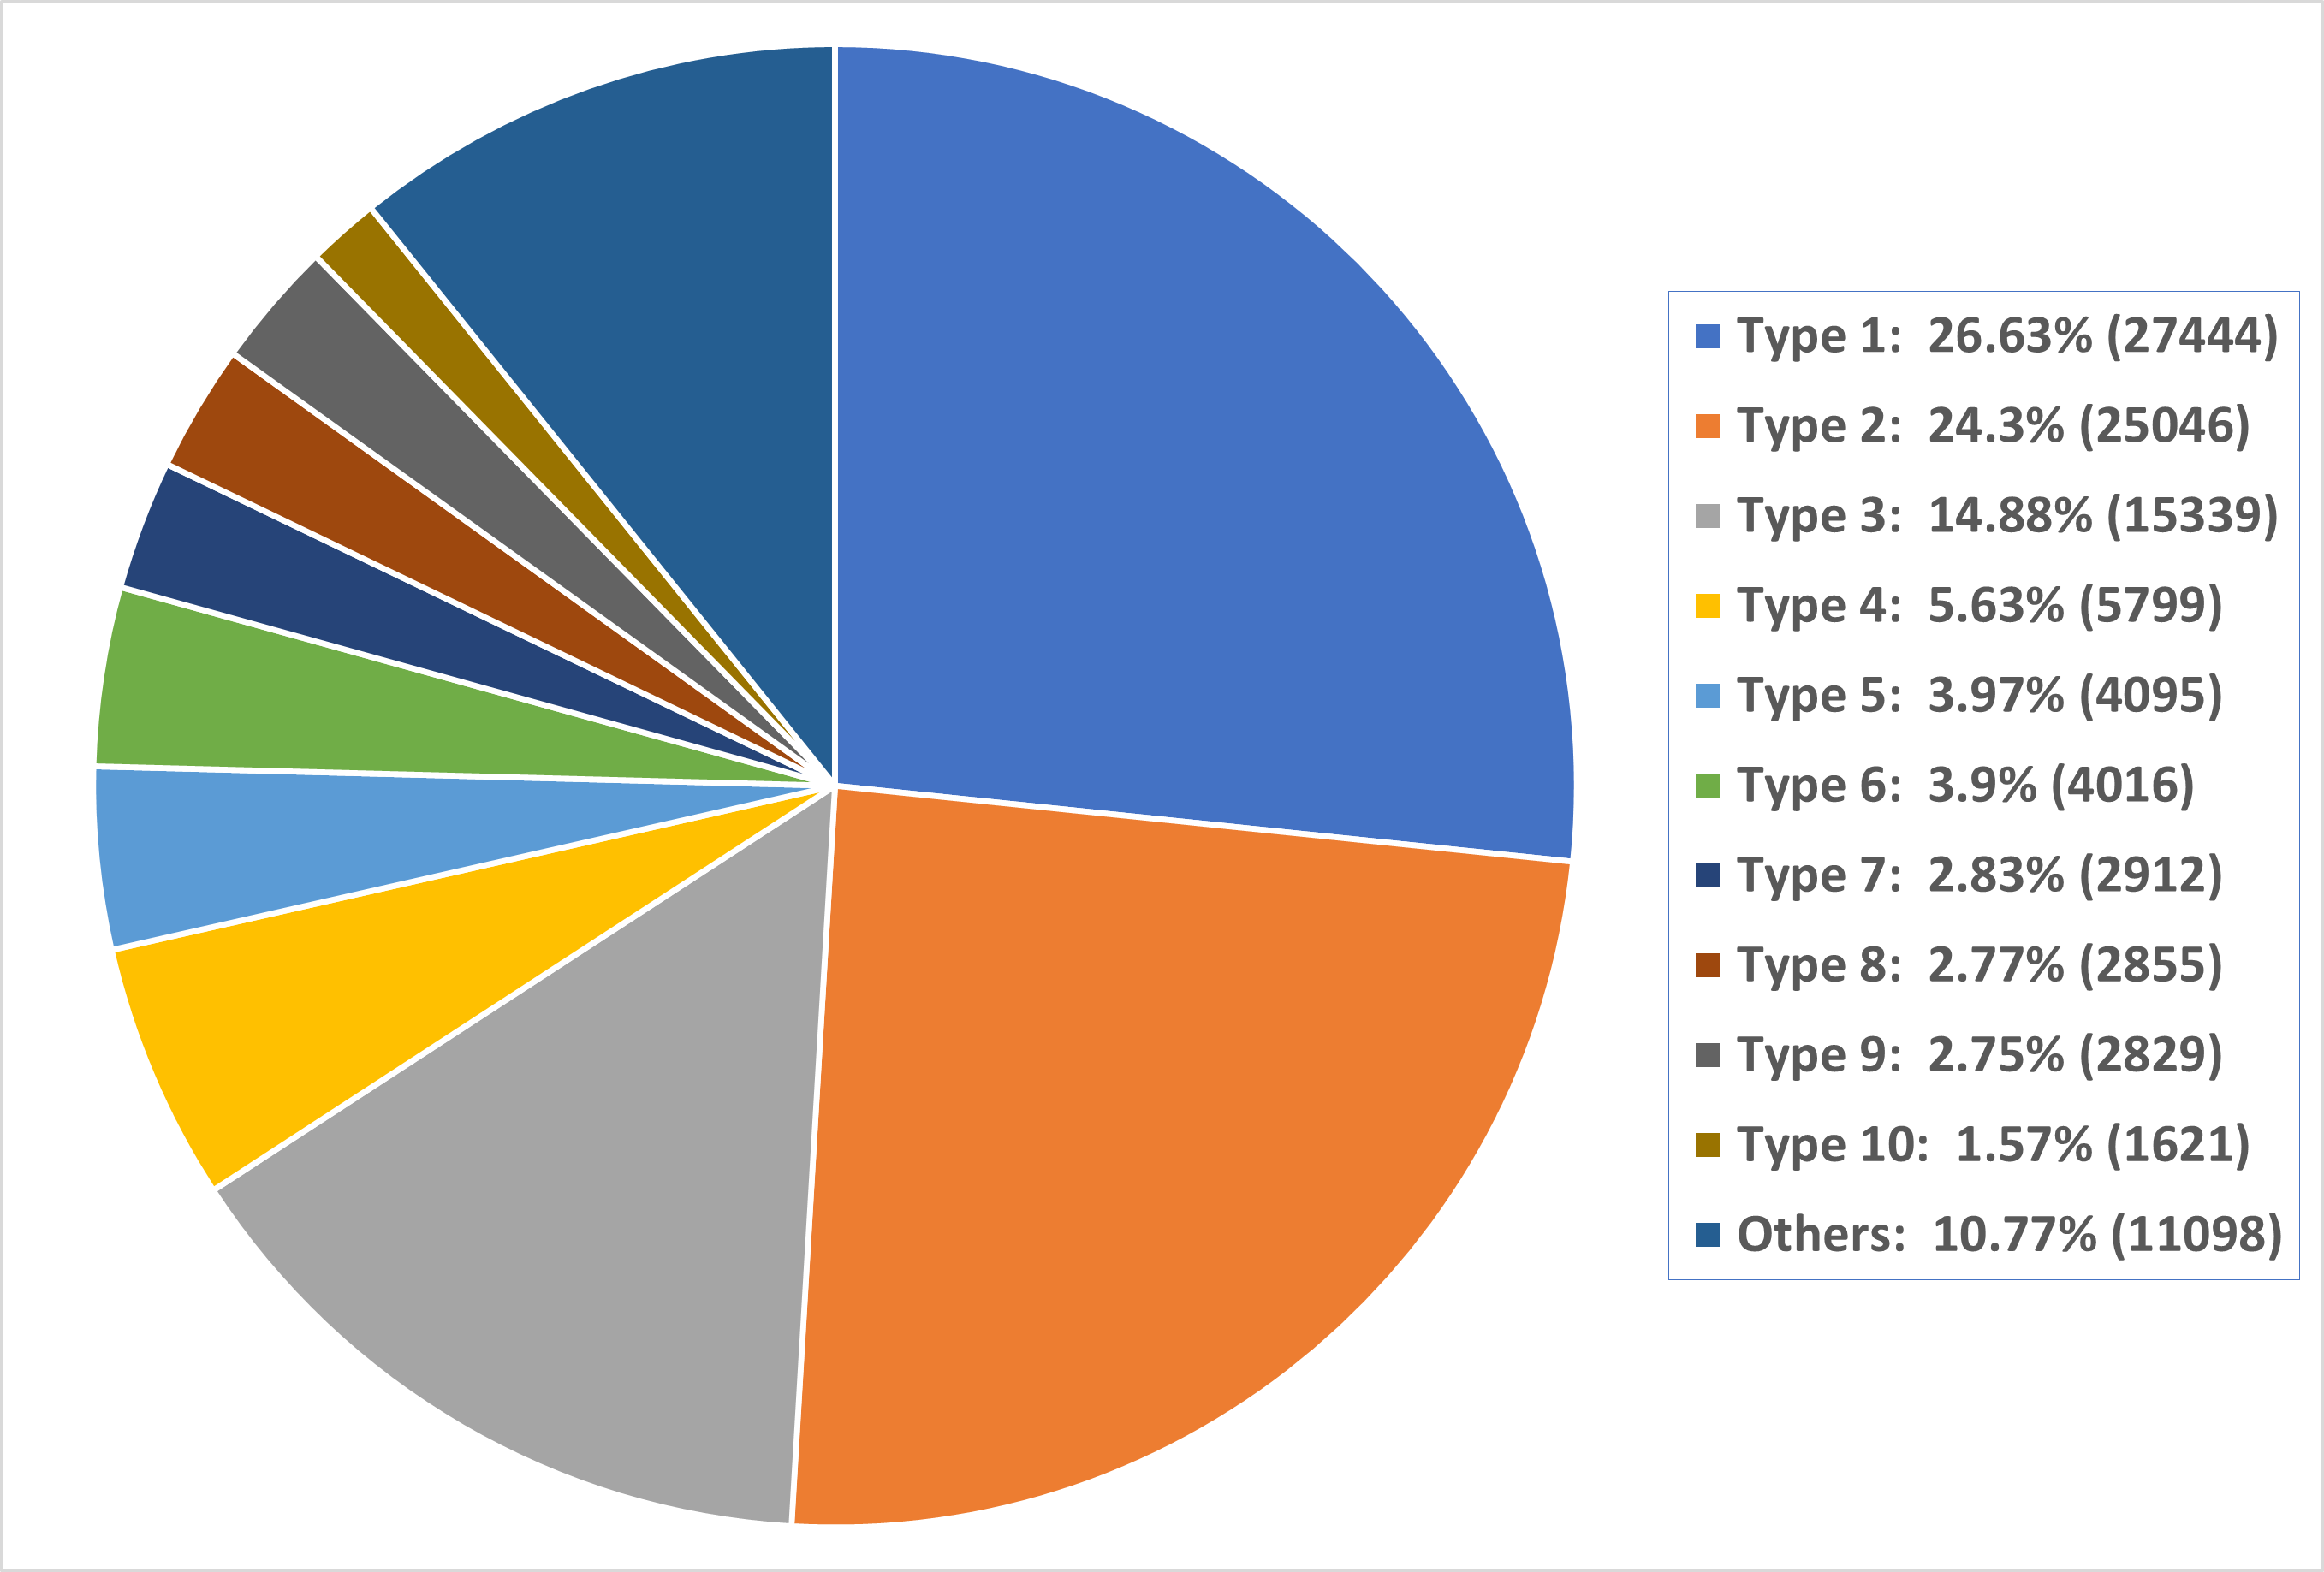 Type 1: 26.63% (27444)
Type 2: 24.3% (25046)
Type 3: 14.88% (15339)
Type 4: 5.63% (5799)
Type 5: 3.97% (4095)
Type 6: 3.9% (4016)
Type 7: 2.83% (2912)
Type 8: 2.77% (2855)
Type 9: 2.75% (2829)
Type 10: 1.57% (1621)
Others: 10.77% (11098)